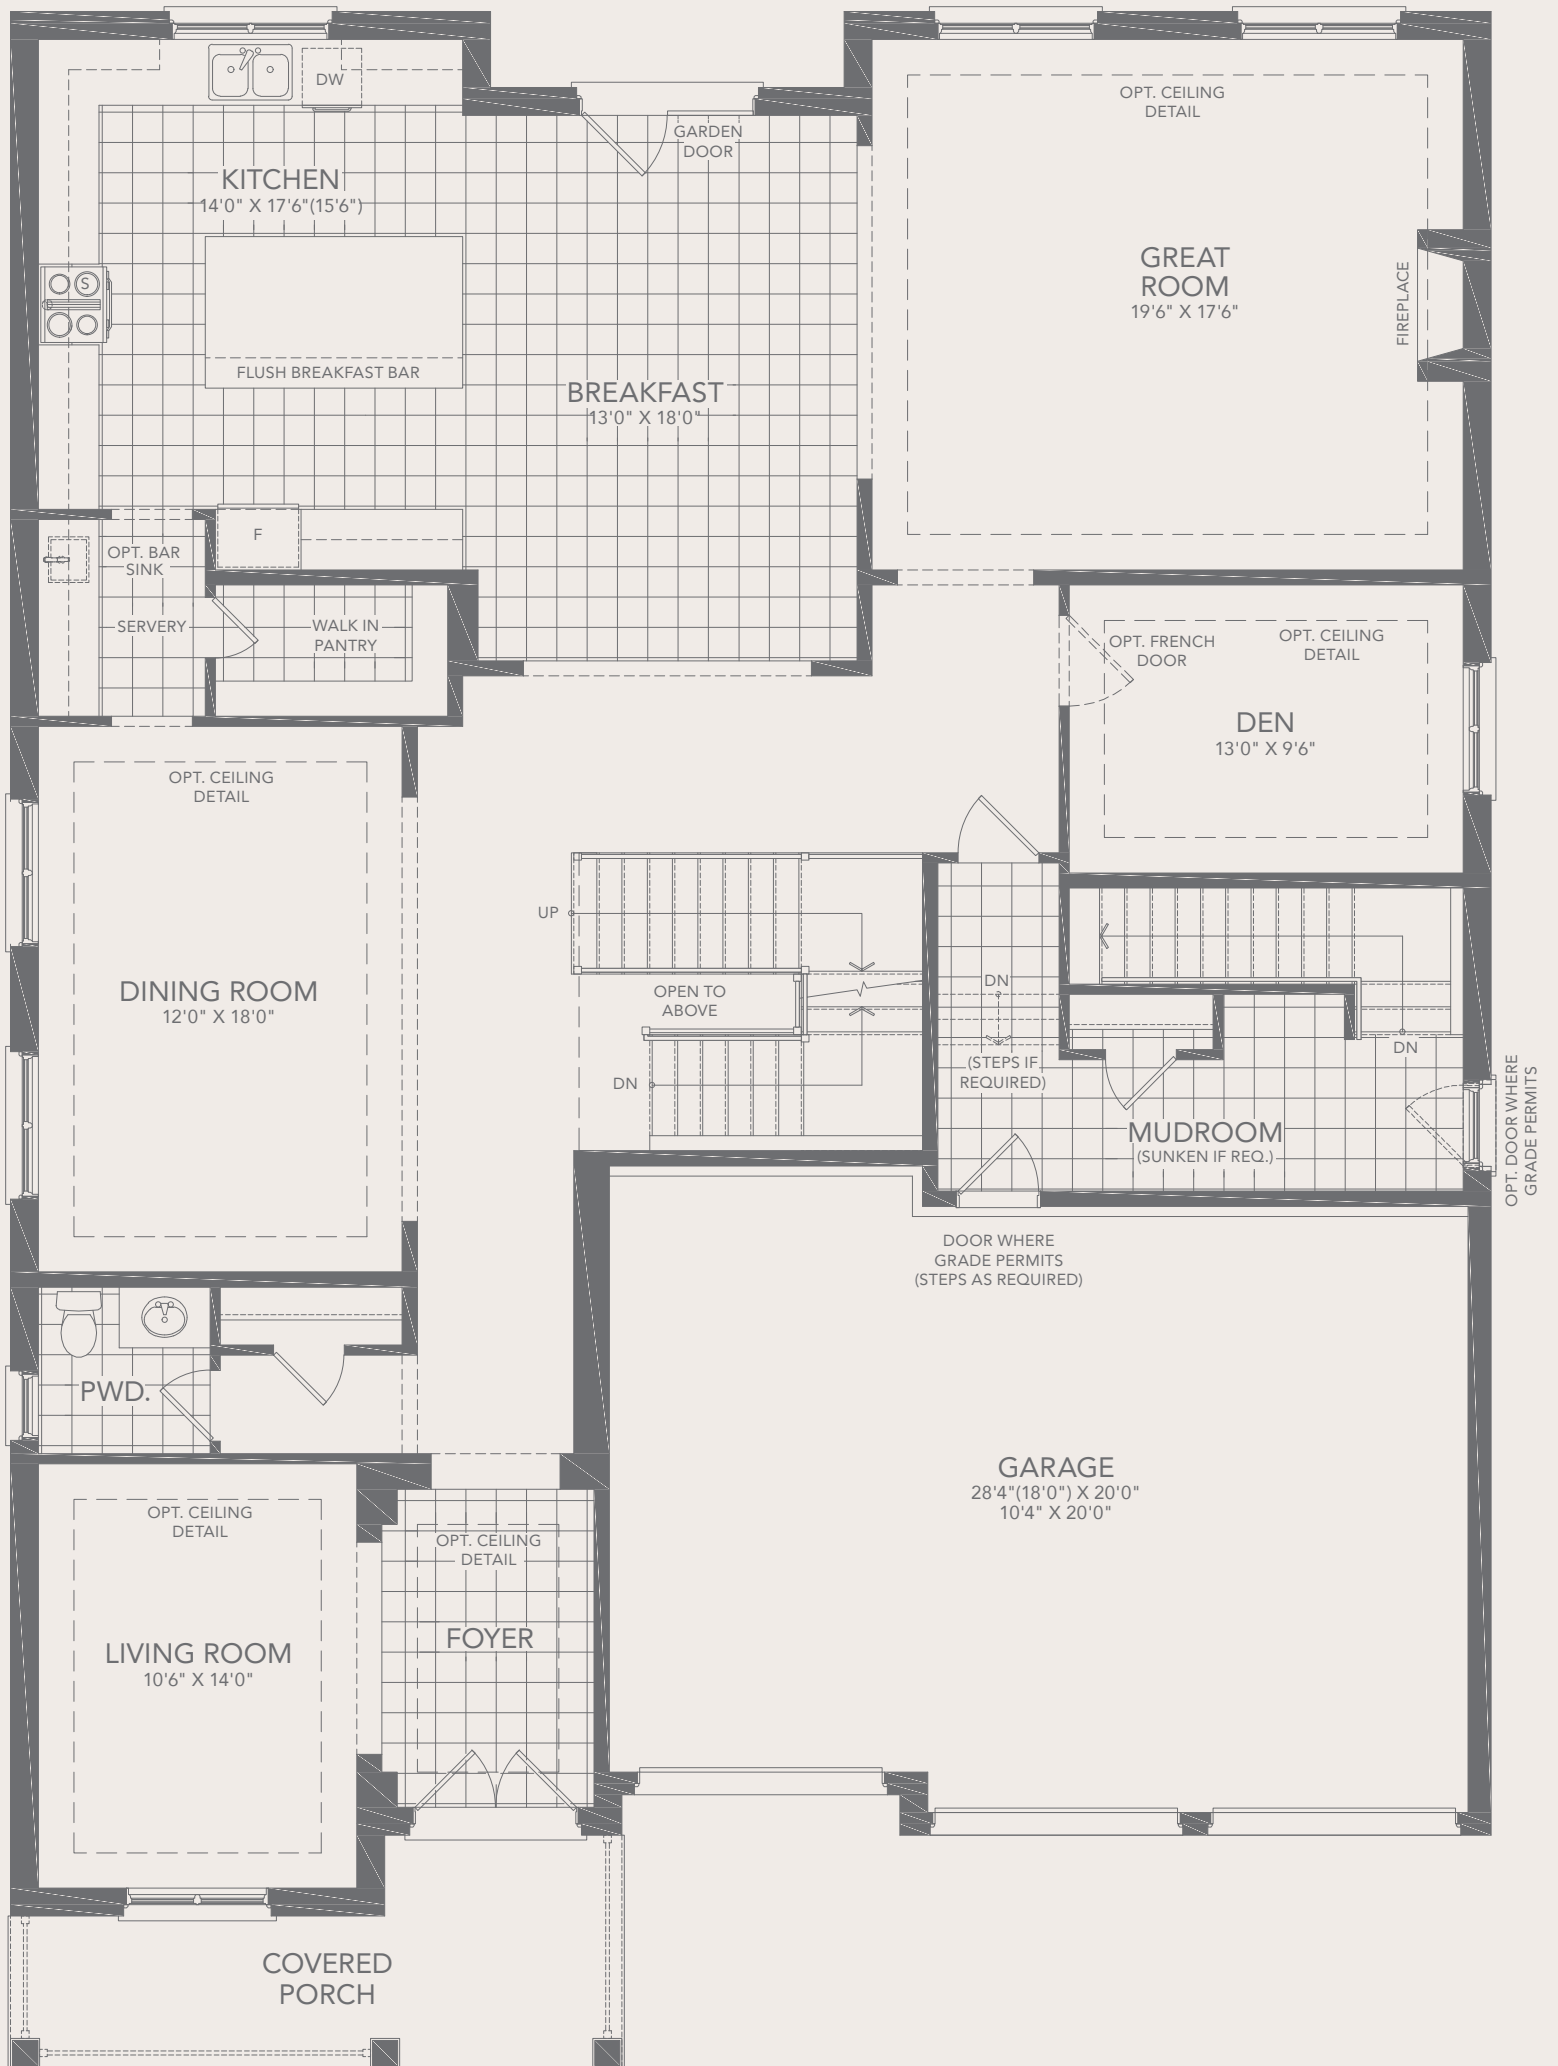 DW
GARDEN
DOOR
OPT. CEILING
DETAIL
KITCHEN
14'0" X 17'6"(15'6")
S
FLUSH BREAKFAST BAR
BREAKFAST
13'0" X 18'0"
GREAT
ROOM
19'6" X 17'6"
FIREPLACE
F
OPT. BAR
SINK
SERVERY
WALK IN
PANTRY
OPT. FRENCH
DOOR
OPT. CEILING
DETAIL
DEN
13'0" X 9'6"
OPT. CEILING
DETAIL
DINING ROOM
12'0" X 18'0"
UP
OPEN TO
ABOVE
DN
DN
(STEPS IF
REQUIRED)
DN
MUDROOM
(SUNKEN IF REQ.)
OPT. DOOR WHERE
GRADE PERMITS
DOOR WHERE
GRADE PERMITS
(STEPS AS REQUIRED)
PWD.
GARAGE
28'4"(18'0") X 20'0"
10'4" X 20'0"
OPT. CEILING
DETAIL
LIVING ROOM
10'6" X 14'0"
OPT. CEILING
DETAIL
FOYER
COVERED
PORCH